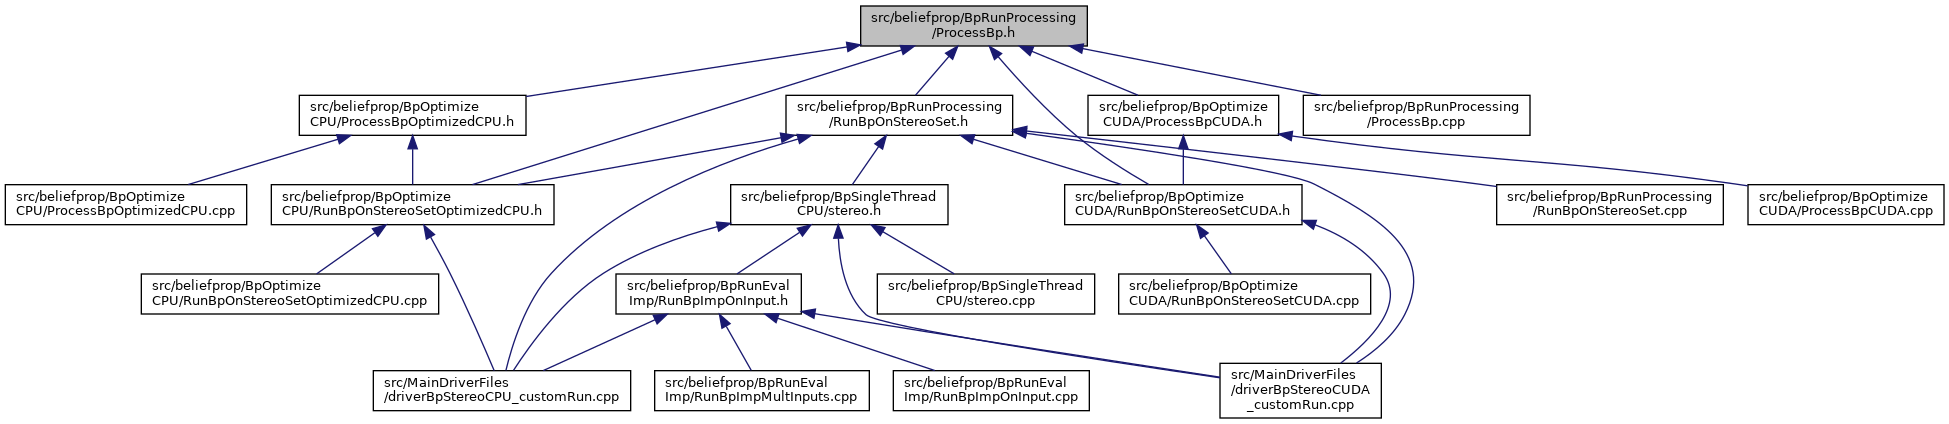 src/beliefprop/BpRunProcessing
/ProcessBp.h
src/beliefprop/BpOptimize
CPU/ProcessBpOptimizedCPU.h
src/beliefprop/BpRunProcessing
/RunBpOnStereoSet.h
src/beliefprop/BpOptimize
CUDA/ProcessBpCUDA.h
src/beliefprop/BpRunProcessing
/ProcessBp.cpp
src/beliefprop/BpOptimize
CPU/ProcessBpOptimizedCPU.cpp
src/beliefprop/BpOptimize
CPU/RunBpOnStereoSetOptimizedCPU.h
src/beliefprop/BpSingleThread
CPU/stereo.h
src/beliefprop/BpOptimize
CUDA/RunBpOnStereoSetCUDA.h
src/beliefprop/BpRunProcessing
/RunBpOnStereoSet.cpp
src/beliefprop/BpOptimize
CUDA/ProcessBpCUDA.cpp
src/beliefprop/BpOptimize
CPU/RunBpOnStereoSetOptimizedCPU.cpp
src/beliefprop/BpRunEval
Imp/RunBpImpOnInput.h
src/beliefprop/BpSingleThread
CPU/stereo.cpp
src/beliefprop/BpOptimize
CUDA/RunBpOnStereoSetCUDA.cpp
src/MainDriverFiles
/driverBpStereoCPU_customRun.cpp
src/beliefprop/BpRunEval
Imp/RunBpImpMultInputs.cpp
src/beliefprop/BpRunEval
Imp/RunBpImpOnInput.cpp
src/MainDriverFiles
/driverBpStereoCUDA
_customRun.cpp